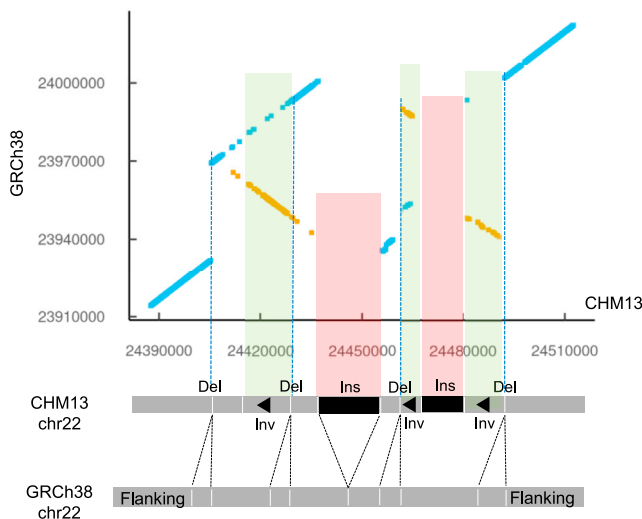 24000000
23970000
23940000
23910000
GRCh38
CHM13
24390000 24420000 24450000 24480000 24510000
Del Del Ins Del Ins Del
CHM13
chr22
Inv Inv Inv
GRCh38
chr22
Flanking Flanking